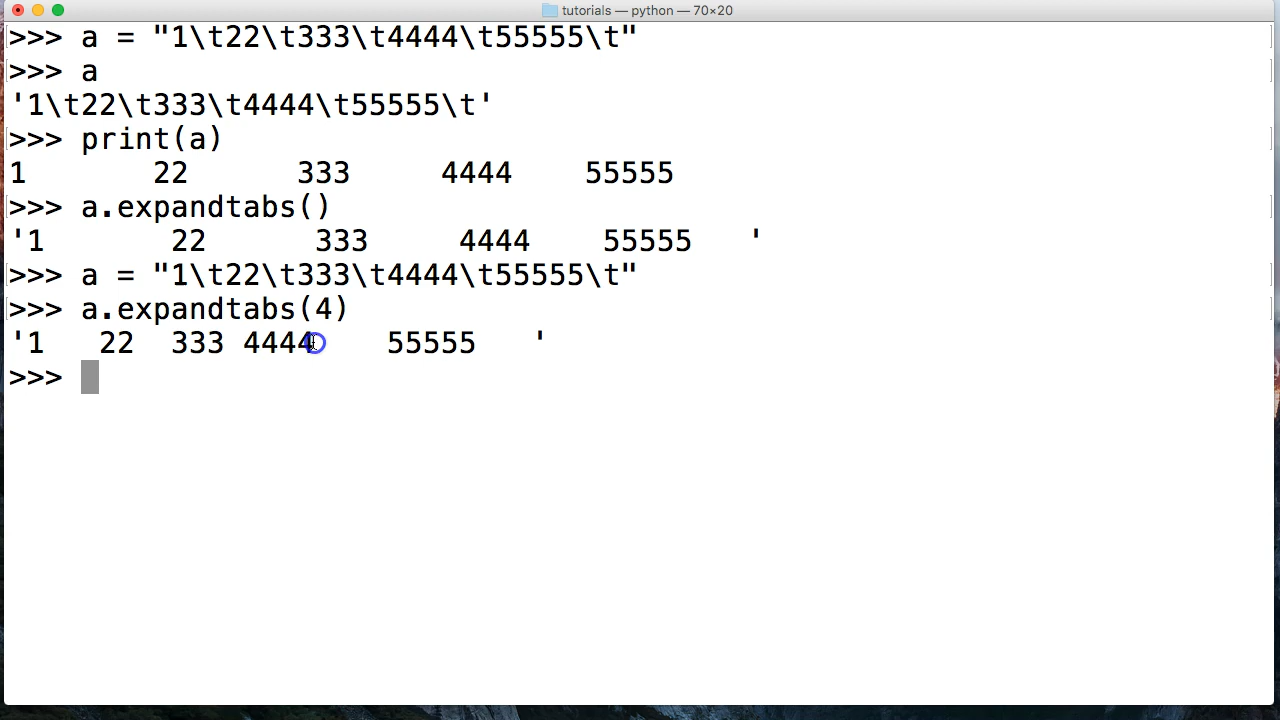 tutorials — python — 70×20
>>> a = "1\t22\t333\t4444\t55555\t"
>>> a
'1\t22\t333\t4444\t55555\t'
>>> print(a)
1       22      333     4444    55555
>>> a.expandtabs()
'1       22      333     4444    55555   '
>>> a = "1\t22\t333\t4444\t55555\t"
>>> a.expandtabs(4)
'1   22  333 4444    55555   '
>>>